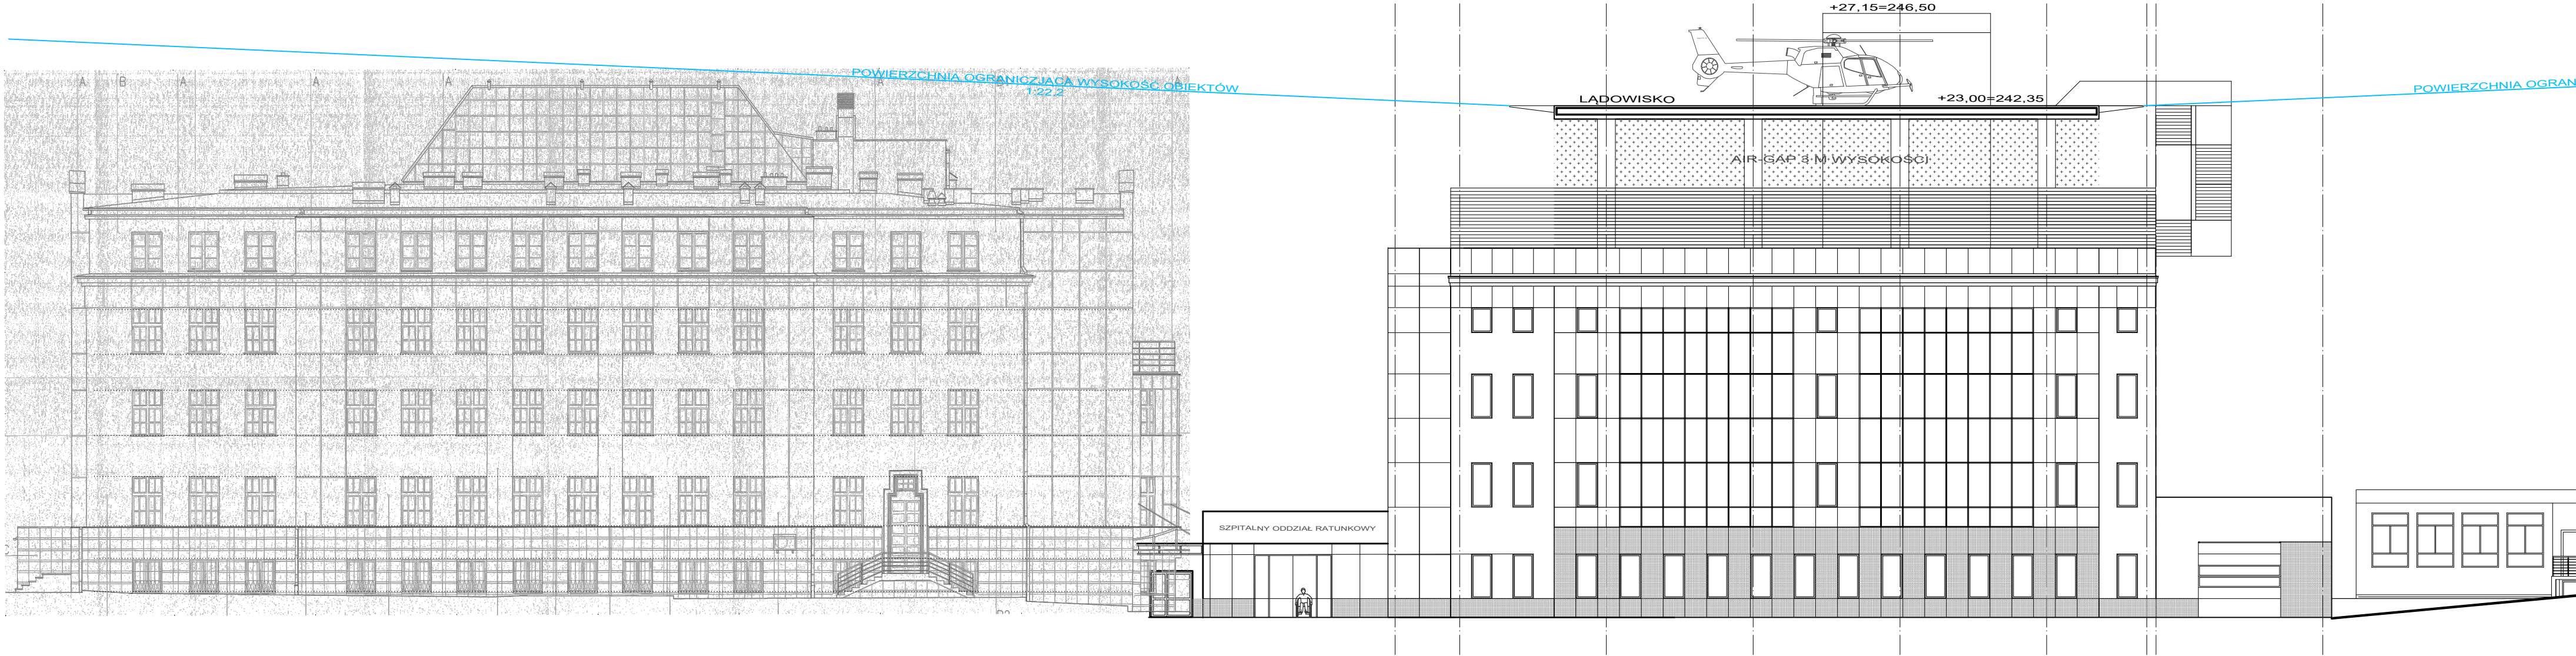 +27,15=246,50
POWIERZCHNIA OGRANICZJĄCA WYSOKOŚĆ OBIEKTÓW
1:22,2
A
B
A
A
A
A
LĄDOWISKO
+23,00=242,35
POWIERZCHNIA OGRAN
AIR-GAP 3 M WYSOKOŚCI
SZPITALNY ODDZIAŁ RATUNKOWY